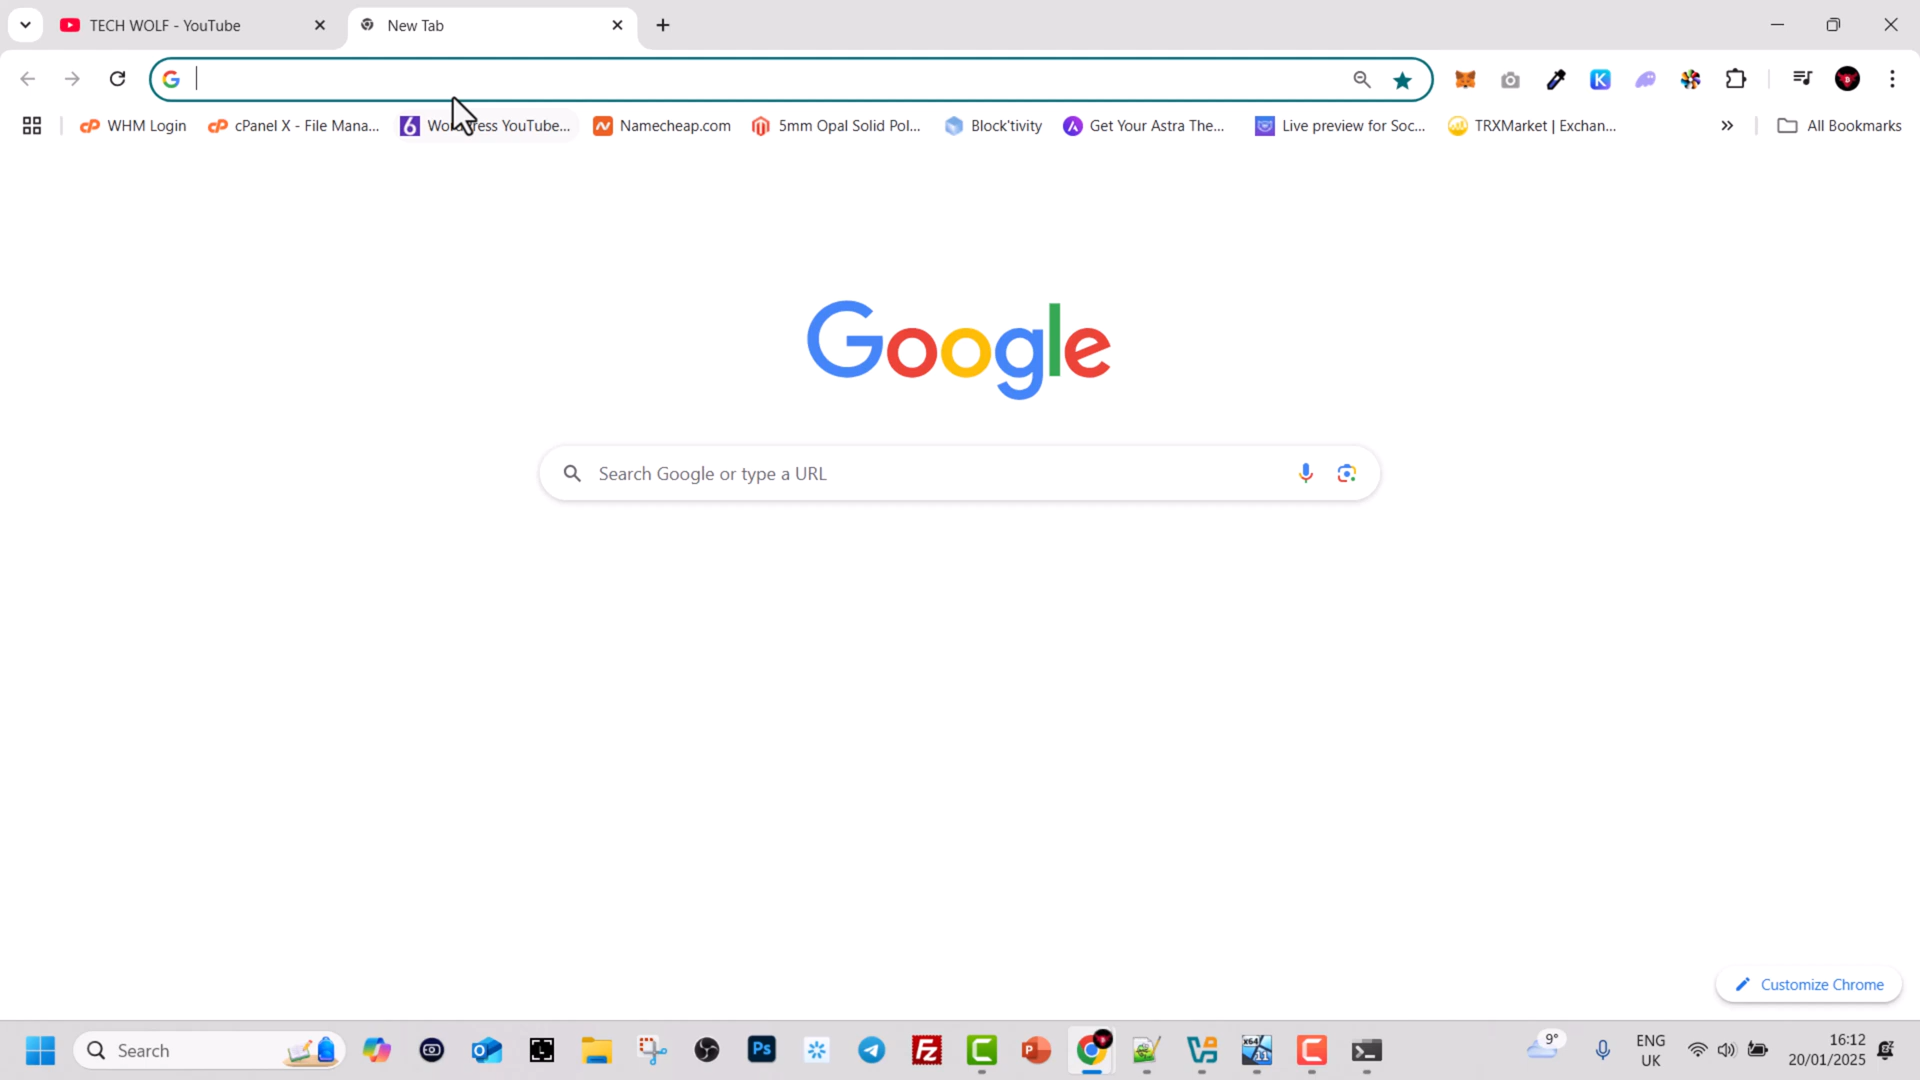 TECH WOLF - YouTube
New Tab
WHM Login
cPanel X - File Mana...
WordPress YouTube...
Namecheap.com
5mm Opal Solid Pol...
Block'tivity
Get Your Astra The...
Live preview for Soc...
TRXMarket | Exchan...
All Bookmarks
Google
Search Google or type a URL
Customize Chrome
Search
9°
ENG
UK
16:12
20/01/2025